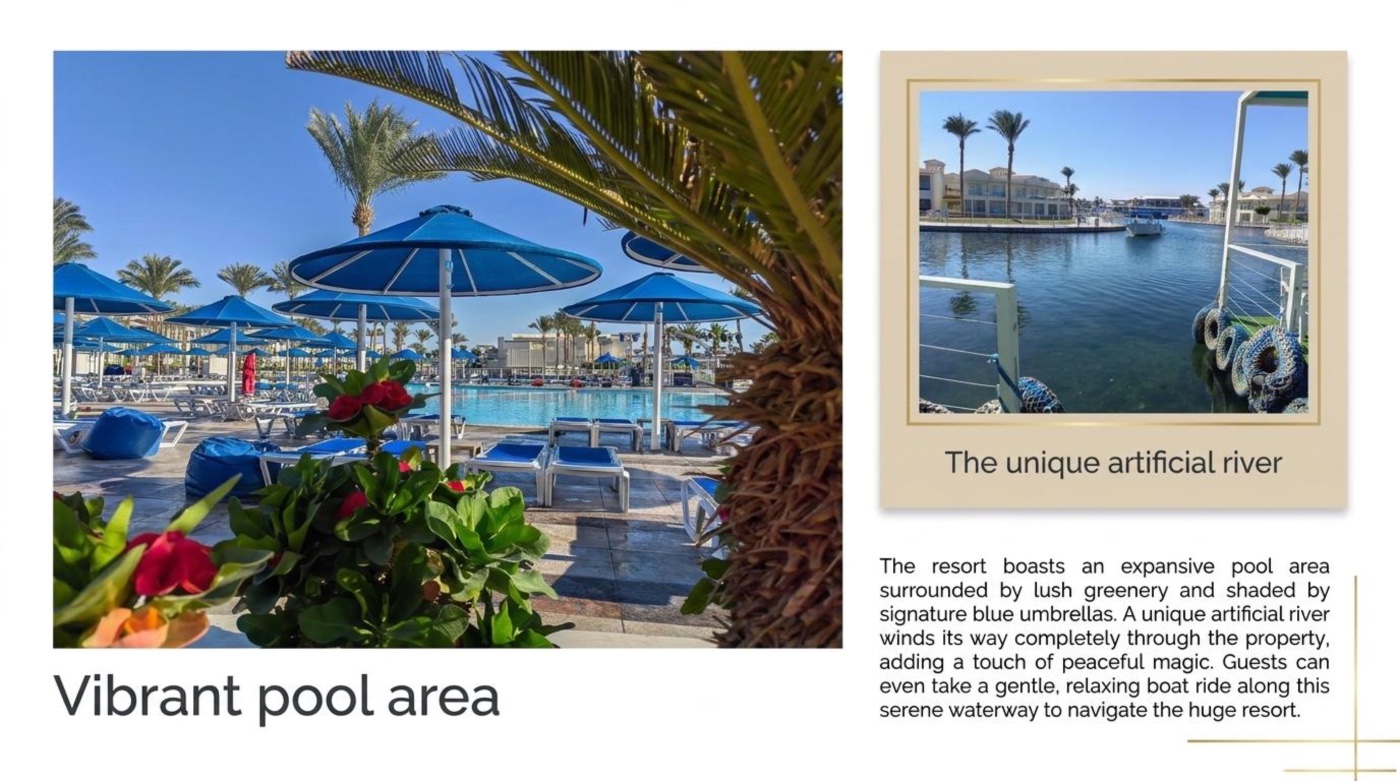 Vibrant pool area
The unique artificial river
The resort boasts an expansive pool area
surrounded by lush greenery and shaded by
signature blue umbrellas. A unique artificial river
winds its way completely through the property,
adding a touch of peaceful magic. Guests can
even take a gentle, relaxing boat ride along this
serene waterway to navigate the huge resort.